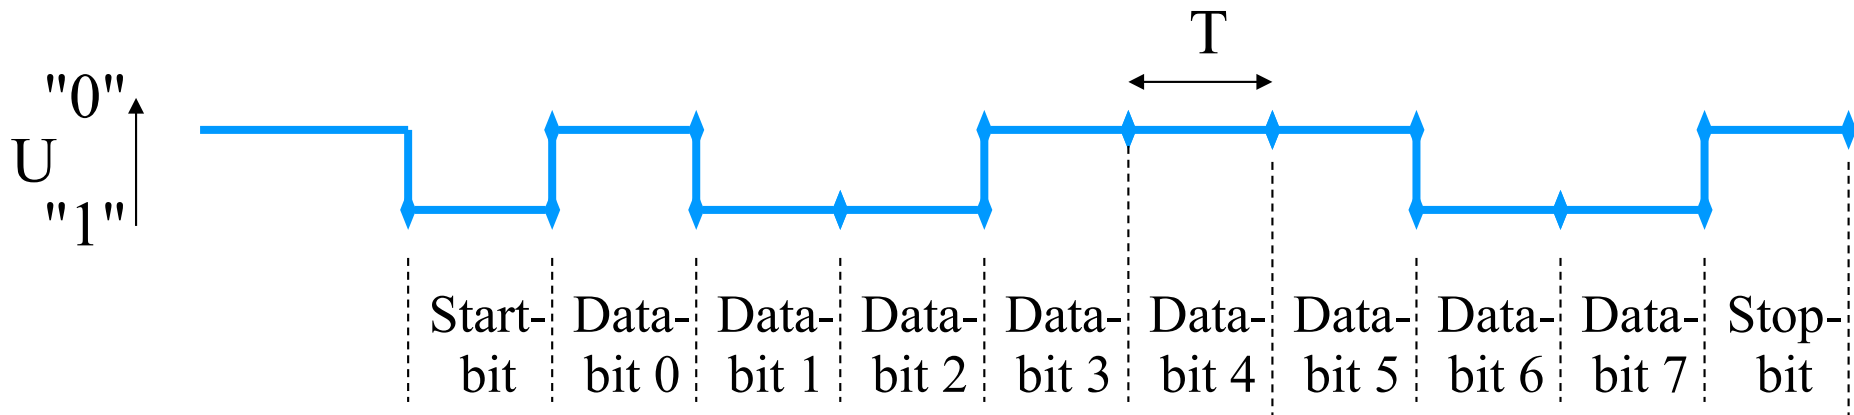 T
"0"
U
"1"
Start- Data- Data- Data- Data- Data- Data- Data- Data- Stop-
bit bit 0 bit 1 bit 2 bit 3 bit 4 bit 5 bit 6 bit 7 bit